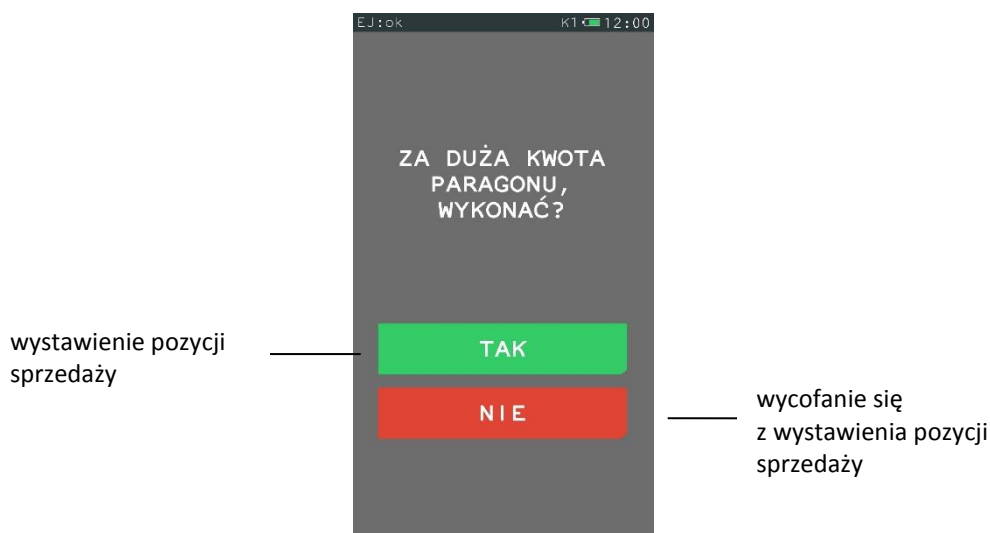 EJ:ok K1 12:00
ZA DUŻA KWOTA
PARAGONU,
WYKONAĆ?
wystawienie pozycji
sprzedaży
TAK
NIE
wycofanie się
z wystawienia pozycji
sprzedaży